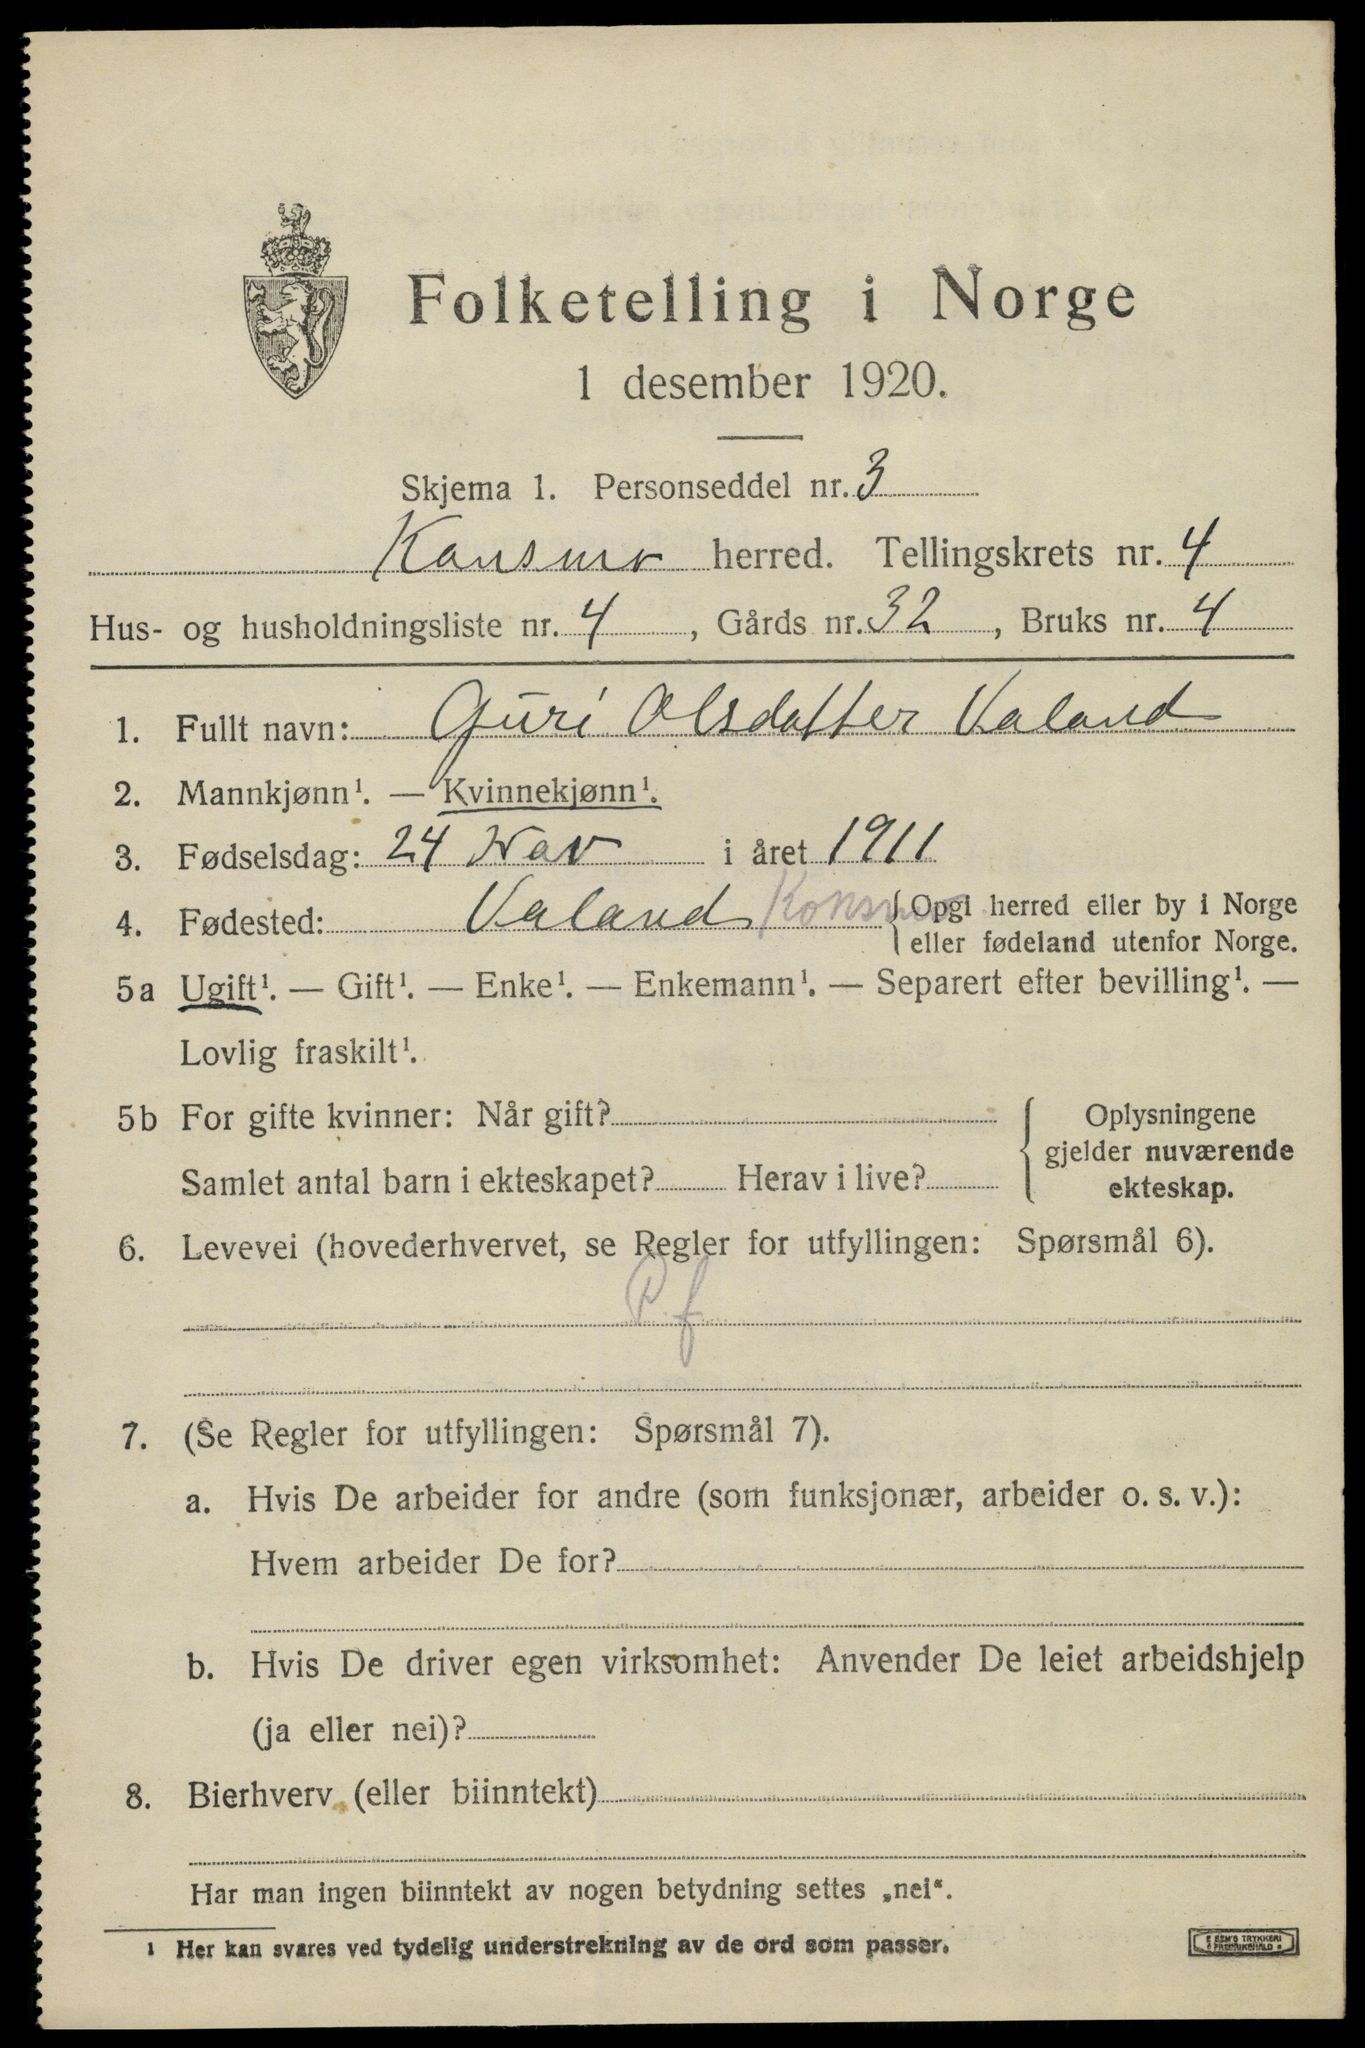 Folketelling i Norge
1 desember 1920.
Skjema 1. Personseddel nr. 3
Konsmo herred. Tellingskrets nr. 4
Hus- og husholdningsliste nr. 4, Gårds nr. 32, Bruks nr. 4
1. Fullt navn: Guri Olsdatter Valand
2. Mannkjønn¹. — Kvinnekjønn¹.
3. Fødselsdag: 24 Nov i året 1911
4. Fødested: Valand Konsmo {Opgi herred eller by i Norge
eller fødeland utenfor Norge.
5a Ugift¹. — Gift¹. — Enke¹. — Enkemann¹. — Separert efter bevilling¹. —
Lovlig fraskilt¹.
5b For gifte kvinner: Når gift? { Oplysningene
gjelder nuværende
Samlet antal barn i ekteskapet? Herav i live? ekteskap.
6. Levevei (hovederhvervet, se Regler for utfyllingen: Spørsmål 6).
P. f
7. (Se Regler for utfyllingen: Spørsmål 7).
a. Hvis De arbeider for andre (som funksjonær, arbeider o. s. v.):
Hvem arbeider De for?
b. Hvis De driver egen virksomhet: Anvender De leiet arbeidshjelp
(ja eller nei)?
8. Bierhverv (eller biinntekt)
Har man ingen biinntekt av nogen betydning settes „nei“.
¹ Her kan svares ved tydelig understrekning av de ord som passer.
SEM'S TRYKKERI
FREDRIKSHALD